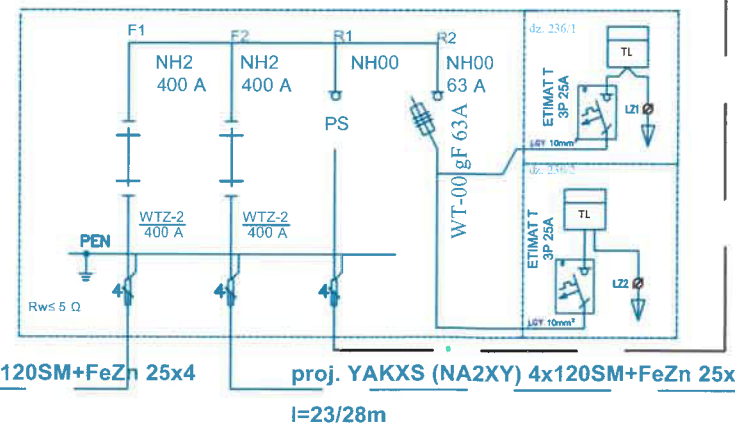 F1
F2
R1
R2
NH2
400 A
NH2
400 A
NH00
NH00
63 A
PS
WT-00 gF 63A
WTZ-2
400 A
WTZ-2
400 A
PEN
4
4
4
Rw≤ 5 Ω
dz. 236/1
TL
ETIMAT T
3P 25A
LZ1
LGY 10mm²
dz. 236/2
TL
ETIMAT T
3P 25A
LZ2
LGY 10mm²
120SM+FeZn 25x4
proj. YAKXS (NA2XY) 4x120SM+FeZn 25x
l=23/28m